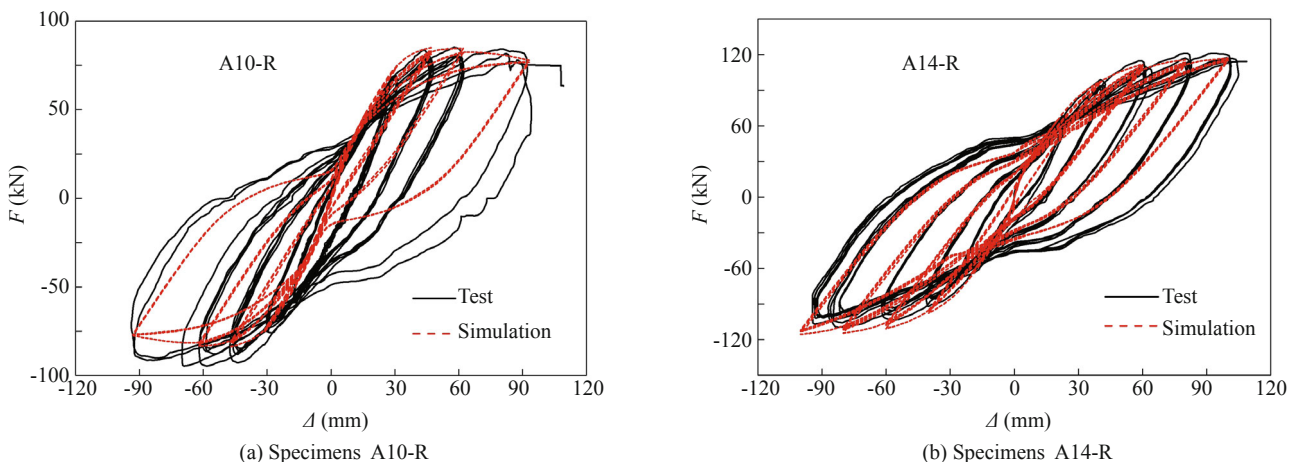 100
A10-R
50
0
-50
-100
F (kN)
Test
Simulation
-120 -90 -60 -30 0 30 60 90 120
Δ (mm)
(a) Specimens A10-R
120
A14-R
60
0
-60
-120
F (kN)
Test
Simulation
-120 -90 -60 -30 0 30 60 90 120
Δ (mm)
(b) Specimens A14-R